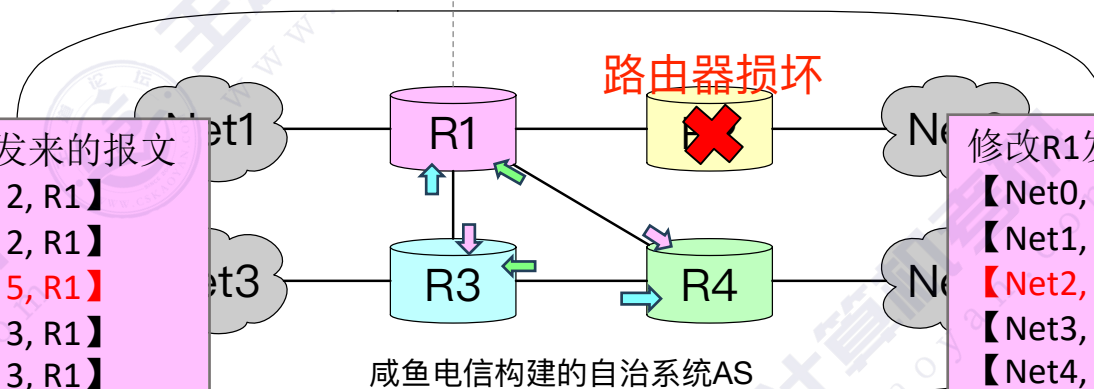 路由器损坏
Net1
R1
发来的报文
2, R1】
2, R1】
5, R1】
3, R1】
3, R1】
修改R1发
【Net0,
【Net1,
【Net2,
【Net3,
【Net4,
R3
R4
咸鱼电信构建的自治系统AS